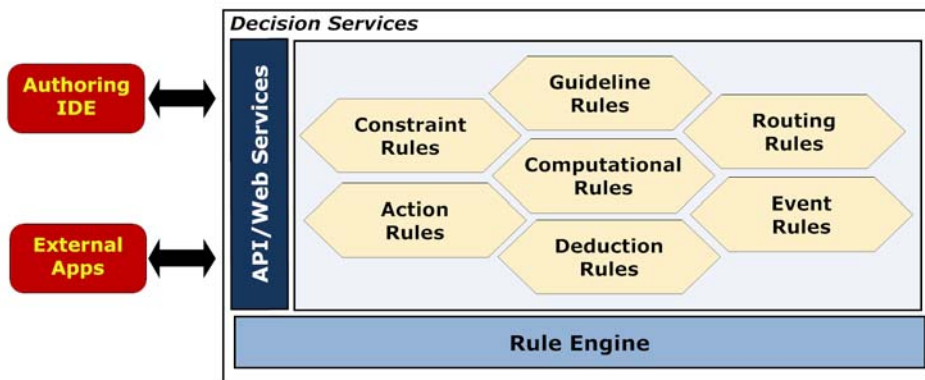 Decision Services
Authoring
IDE
External
Apps
API/Web Services
Guideline
Rules
Constraint
Rules
Routing
Rules
Computational
Rules
Action
Rules
Event
Rules
Deduction
Rules
Rule Engine